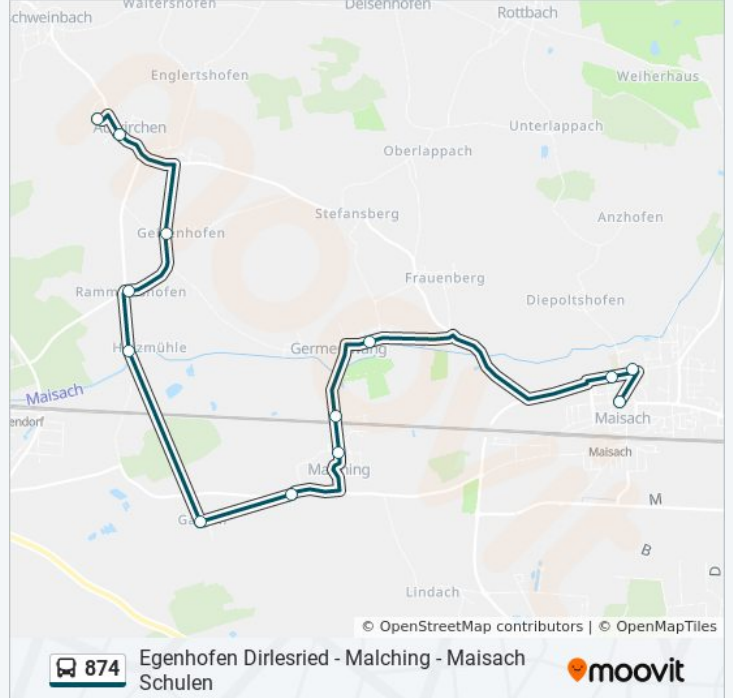 Waltershofen
Deisenhofen
Rottbach
schweinbach
Englertshofen
Weiherhaus
Unterlappach
Oberlappach
Stefansberg
Anzhofen
Frauenberg
Diepoltshofen
Maisach
endorf
Maisach
Maisach
M
B
D
Lindach
© OpenStreetMap contributors | © OpenMapTiles
874
Egenhofen Dirlesried - Malching - Maisach
Schulen
moovit